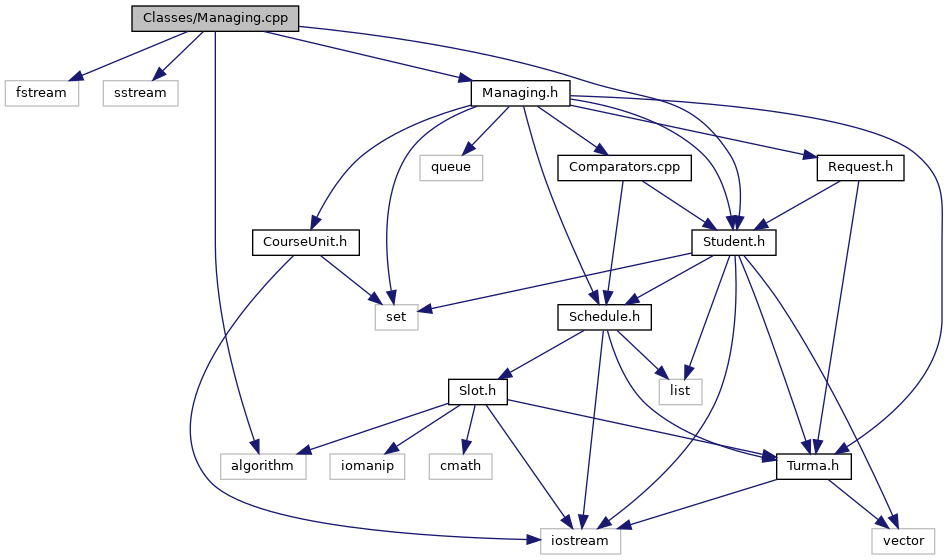 Classes/Managing.cpp
fstream
sstream
Managing.h
queue
Comparators.cpp
Request.h
CourseUnit.h
Student.h
set
Schedule.h
Slot.h
list
algorithm
iomanip
cmath
Turma.h
iostream
vector